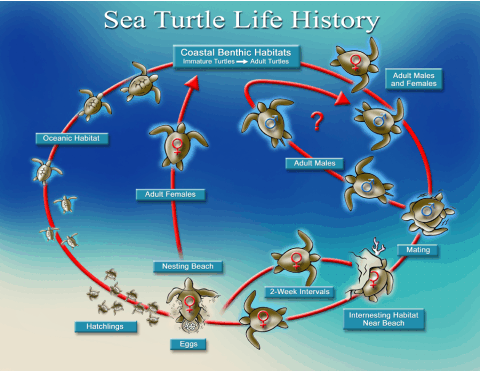 Sea Turtle Life History
Coastal Benthic Habitats
Immature Turtles → Adult Turtles
Adult Males
and Females
?
Oceanic Habitat
Adult Males
Adult Females
Mating
Nesting Beach
2-Week Intervals
Internesting Habitat
Near Beach
Hatchlings
Eggs